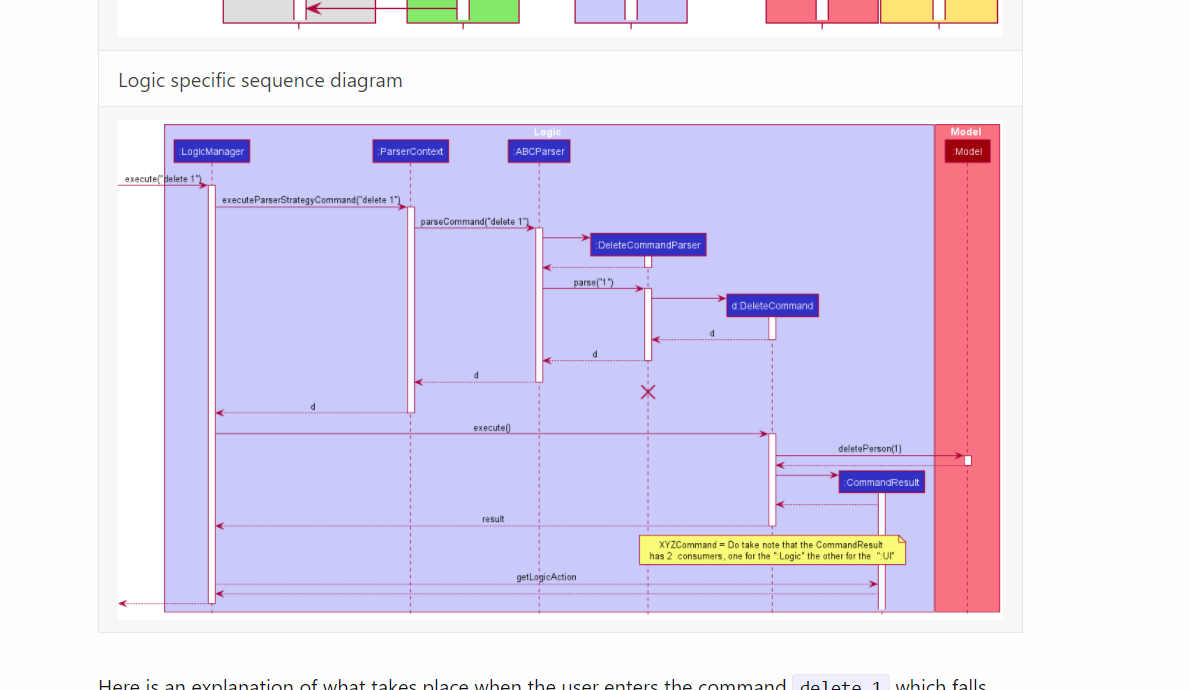 Logic specific sequence diagram
Logic
Model
:LogicManager
:ParserContext
:ABCParser
:Model
execute("delete 1")
executeParserStrategyCommand("delete 1")
parseCommand("delete 1")
:DeleteCommandParser
parse("1")
d:DeleteCommand
d
d
d
d
execute()
deletePerson(1)
:CommandResult
result
XYZCommand = Do take note that the CommandResult
has 2 consumers, one for the ":Logic" the other for the ":UI"
getLogicAction
Here is an explanation of what takes place when the user enters the command delete 1 which falls